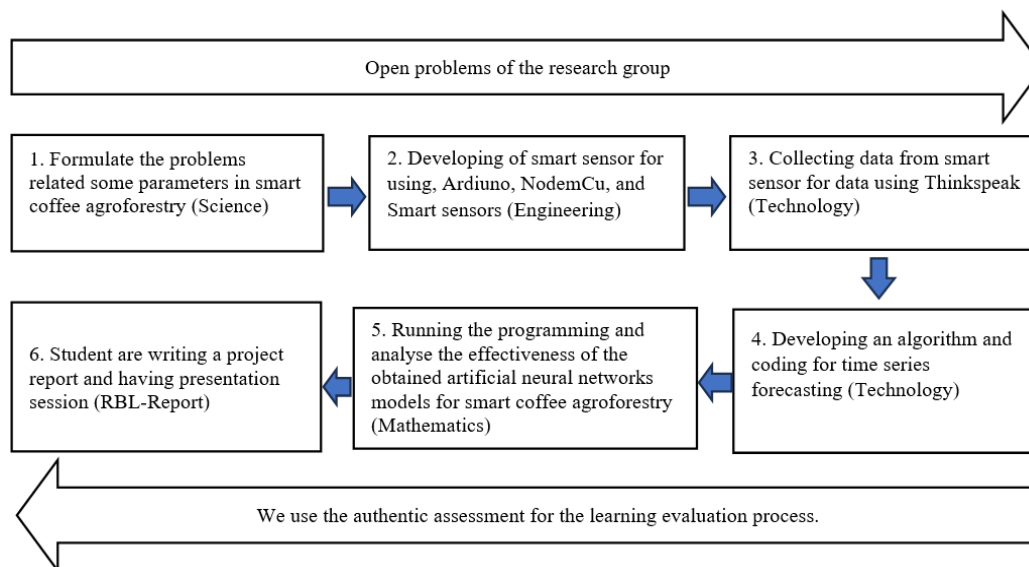 Open problems of the research group
1. Formulate the problems
related some parameters in smart
coffee agroforestry (Science)
2. Developing of smart sensor for
using, Ardiuno, NodemCu, and
Smart sensors (Engineering)
3. Collecting data from smart
sensor for data using Thinkspeak
(Technology)
4. Developing an algorithm and
coding for time series
forecasting (Technology)
5. Running the programming and
analyse the effectiveness of the
obtained artificial neural networks
models for smart coffee agroforestry
(Mathematics)
6. Student are writing a project
report and having presentation
session (RBL-Report)
We use the authentic assessment for the learning evaluation process.